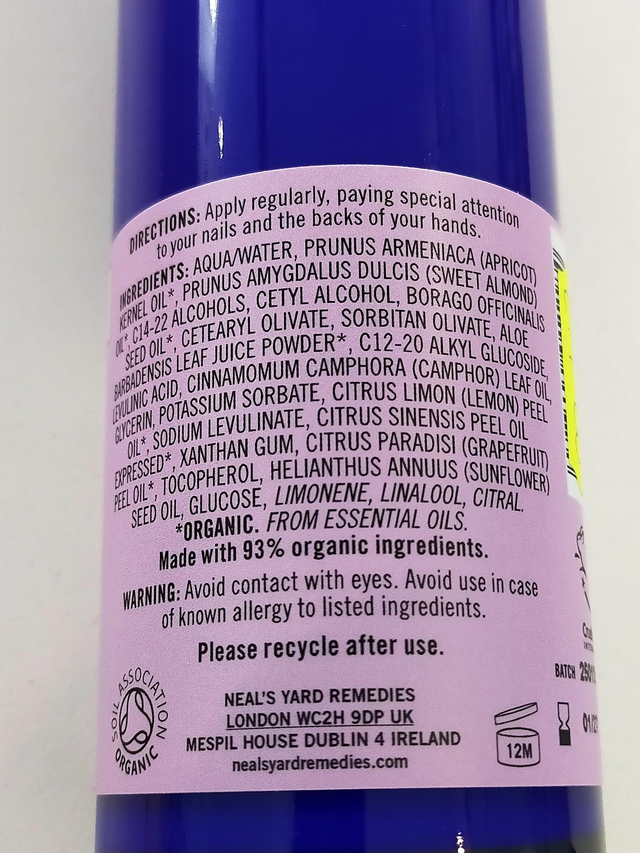 DIRECTIONS: Apply regularly, paying special attention
to your nails and the backs of your hands.
INGREDIENTS: AQUA/WATER, PRUNUS ARMENIACA (APRICOT)
KERNEL OIL*, PRUNUS AMYGDALUS DULCIS (SWEET ALMOND)
OIL*, C14-22 ALCOHOLS, CETYL ALCOHOL, BORAGO OFFICINALIS
SEED OIL*, CETEARYL OLIVATE, SORBITAN OLIVATE, ALOE
BARBADENSIS LEAF JUICE POWDER*, C12-20 ALKYL GLUCOSIDE,
LEVULINIC ACID, CINNAMOMUM CAMPHORA (CAMPHOR) LEAF OIL,
GLYCERIN, POTASSIUM SORBATE, CITRUS LIMON (LEMON) PEEL
OIL*, SODIUM LEVULINATE, CITRUS SINENSIS PEEL OIL
EXPRESSED*, XANTHAN GUM, CITRUS PARADISI (GRAPEFRUIT)
PEEL OIL*, TOCOPHEROL, HELIANTHUS ANNUUS (SUNFLOWER)
SEED OIL, GLUCOSE, LIMONENE, LINALOOL, CITRAL.
*ORGANIC. FROM ESSENTIAL OILS.
Made with 93% organic ingredients.
WARNING: Avoid contact with eyes. Avoid use in case
of known allergy to listed ingredients.
Please recycle after use.
SOIL ASSOCIATION
ORGANIC
NEAL'S YARD REMEDIES
LONDON WC2H 9DP UK
MESPIL HOUSE DUBLIN 4 IRELAND
nealsyardremedies.com
12M
BATCH